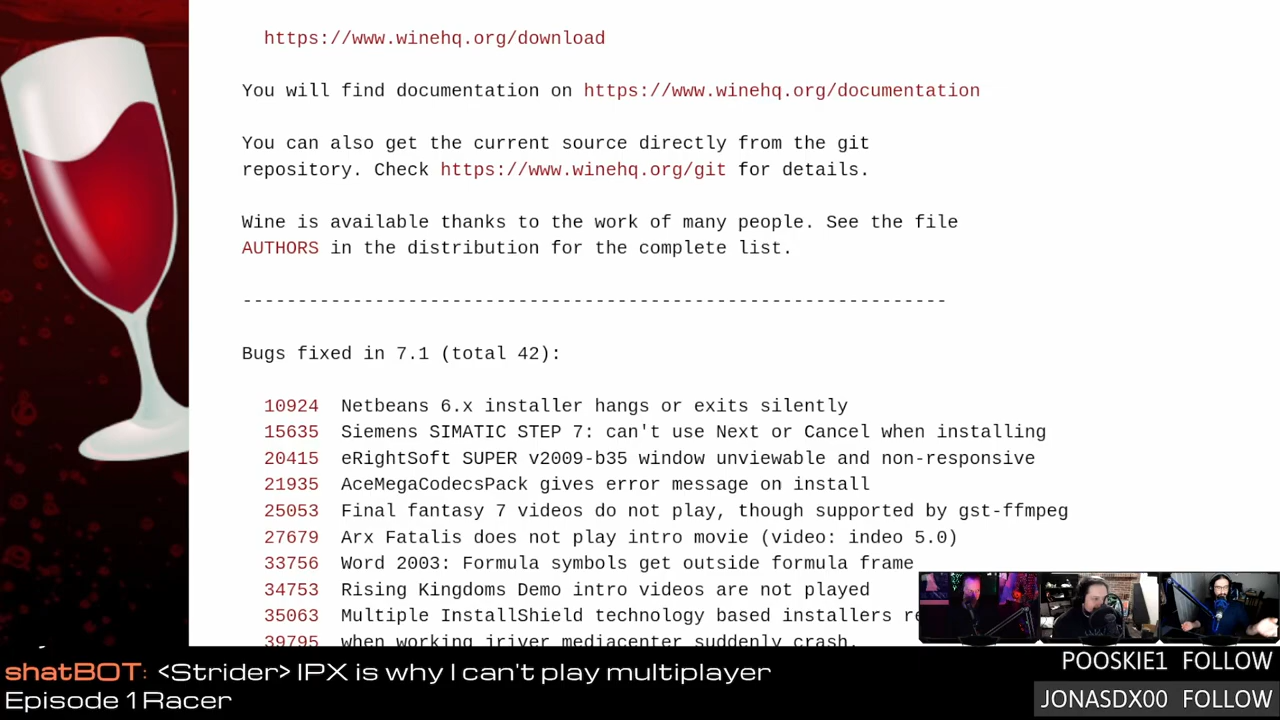 https://www.winehq.org/download
You will find documentation on https://www.winehq.org/documentation
You can also get the current source directly from the git
repository. Check https://www.winehq.org/git for details.
Wine is available thanks to the work of many people. See the file
AUTHORS in the distribution for the complete list.
----------------------------------------------------------------
Bugs fixed in 7.1 (total 42):
10924 Netbeans 6.x installer hangs or exits silently
15635 Siemens SIMATIC STEP 7: can't use Next or Cancel when installing
20415 eRightSoft SUPER v2009-b35 window unviewable and non-responsive
21935 AceMegaCodecsPack gives error message on install
25053 Final fantasy 7 videos do not play, though supported by gst-ffmpeg
27679 Arx Fatalis does not play intro movie (video: indeo 5.0)
33756 Word 2003: Formula symbols get outside formula frame
34753 Rising Kingdoms Demo intro videos are not played
35063 Multiple InstallShield technology based installers re
39795 when working iriver mediacenter suddenly crash.
shatBOT: <Strider> IPX is why I can't play multiplayer
Episode 1 Racer
POOSKIE1 FOLLOW
JONASDX00 FOLLOW